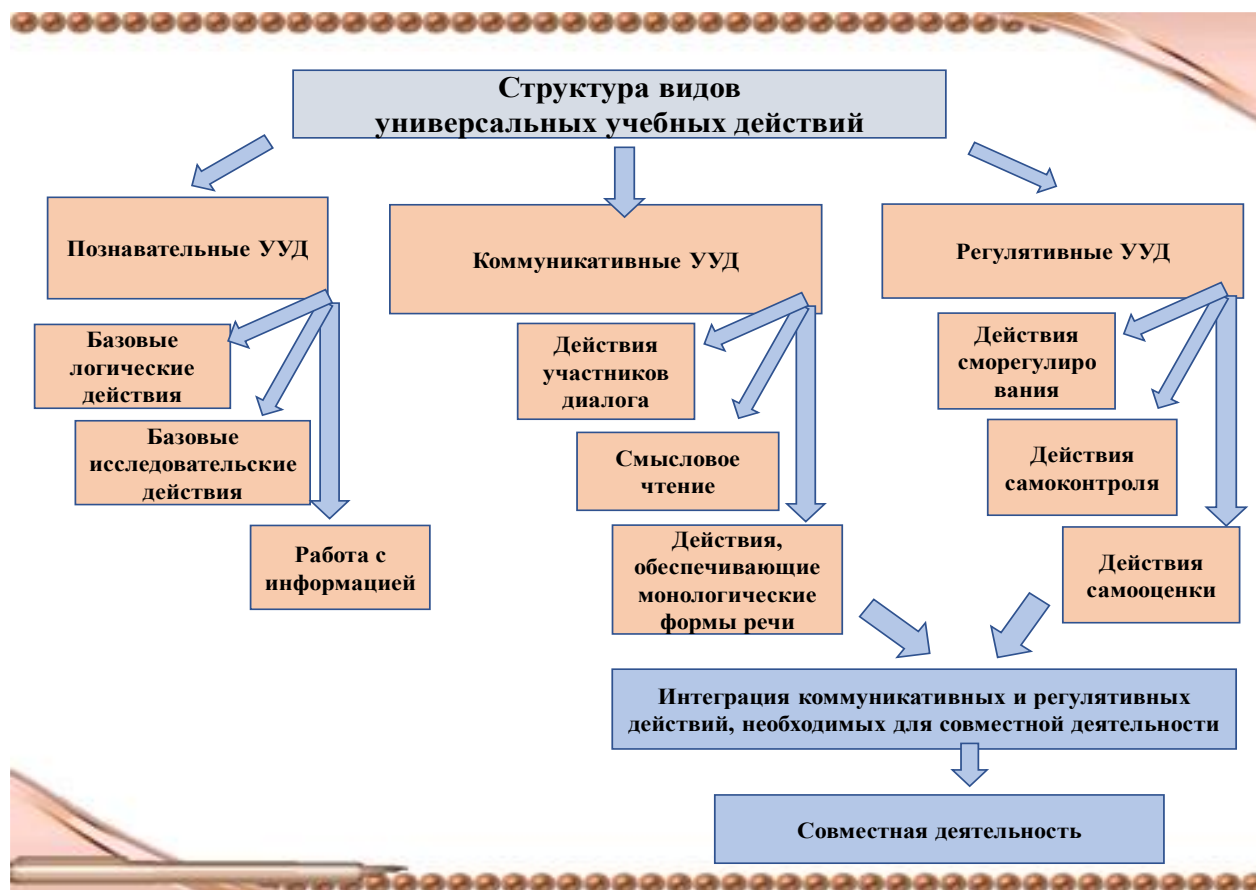 Структура видов
универсальных учебных действий
Познавательные УУД
Коммуникативные УУД
Регулятивные УУД
Базовые
логические
действия
Базовые
исследовательские
действия
Работа с
информацией
Действия
участников
диалога
Смысловое
чтение
Действия,
обеспечивающие
монологические
формы речи
Действия
сморегулиро
вания
Действия
самоконтроля
Действия
самооценки
Интеграция коммуникативных и регулятивных
действий, необходимых для совместной деятельности
Совместная деятельность